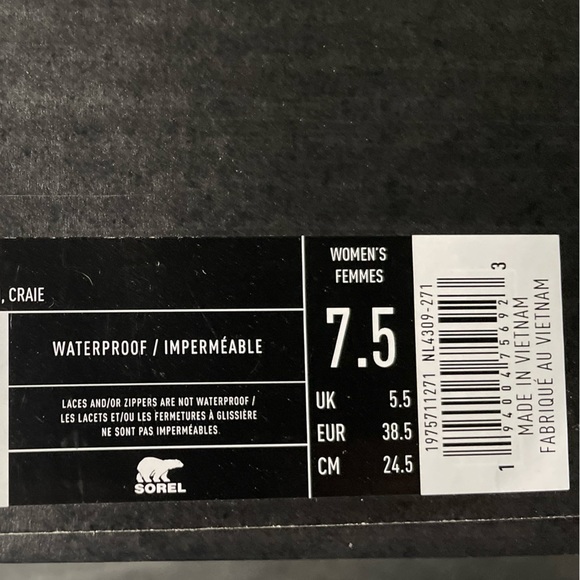 , CRAIE
WATERPROOF / IMPERMÉABLE
LACES AND/OR ZIPPERS ARE NOT WATERPROOF /
LES LACETS ET/OU LES FERMETURES À GLISSIÈRE
NE SONT PAS IMPERMÉABLES.
SOREL
WOMEN'S
FEMMES
7.5
UK 5.5
EUR 38.5
CM 24.5
1975711271 NL4309-271
1 94004 75692 3
MADE IN VIETNAM
FABRIQUÉ AU VIETNAM